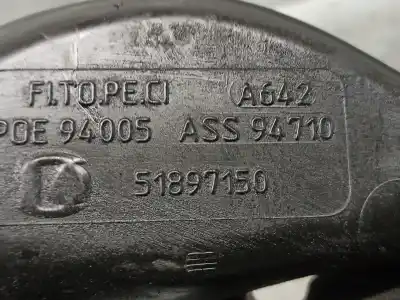 FI.TO.PE.CI A642
POE 94005 ASS 94710
51897150